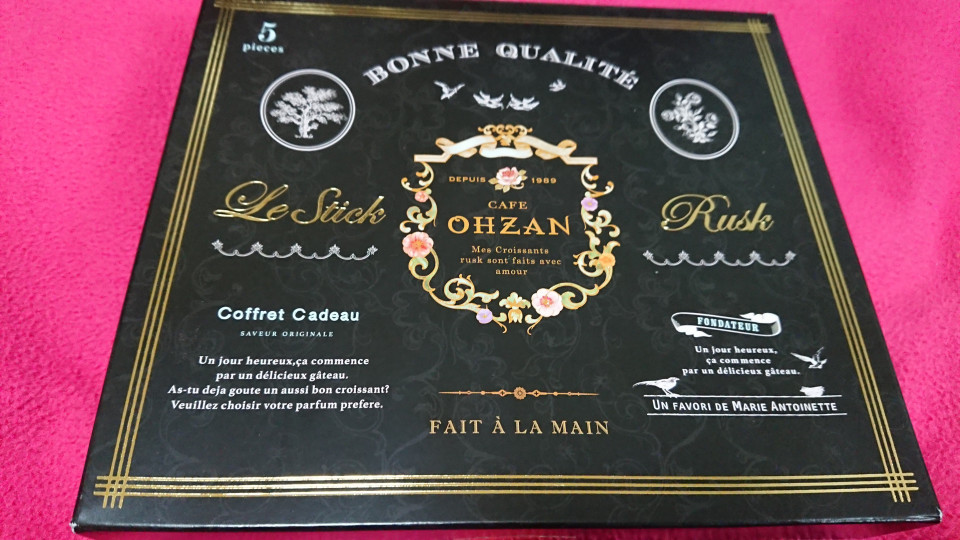 5
pieces
BONNE QUALITÉ
DEPUIS 1989
CAFE
OHZAN
Mes Croissants
rusk sont faits avec
amour
Le Stick
Rusk
Coffret Cadeau
SAVEUR ORIGINALE
Un jour heureux,ça commence
par un délicieux gâteau.
As-tu deja goute un aussi bon croissant?
Veuillez choisir votre parfum prefere.
FAIT À LA MAIN
FONDATEUR
Un jour heureux,
ça commence
par un délicieux gâteau.
UN FAVORI DE MARIE ANTOINETTE